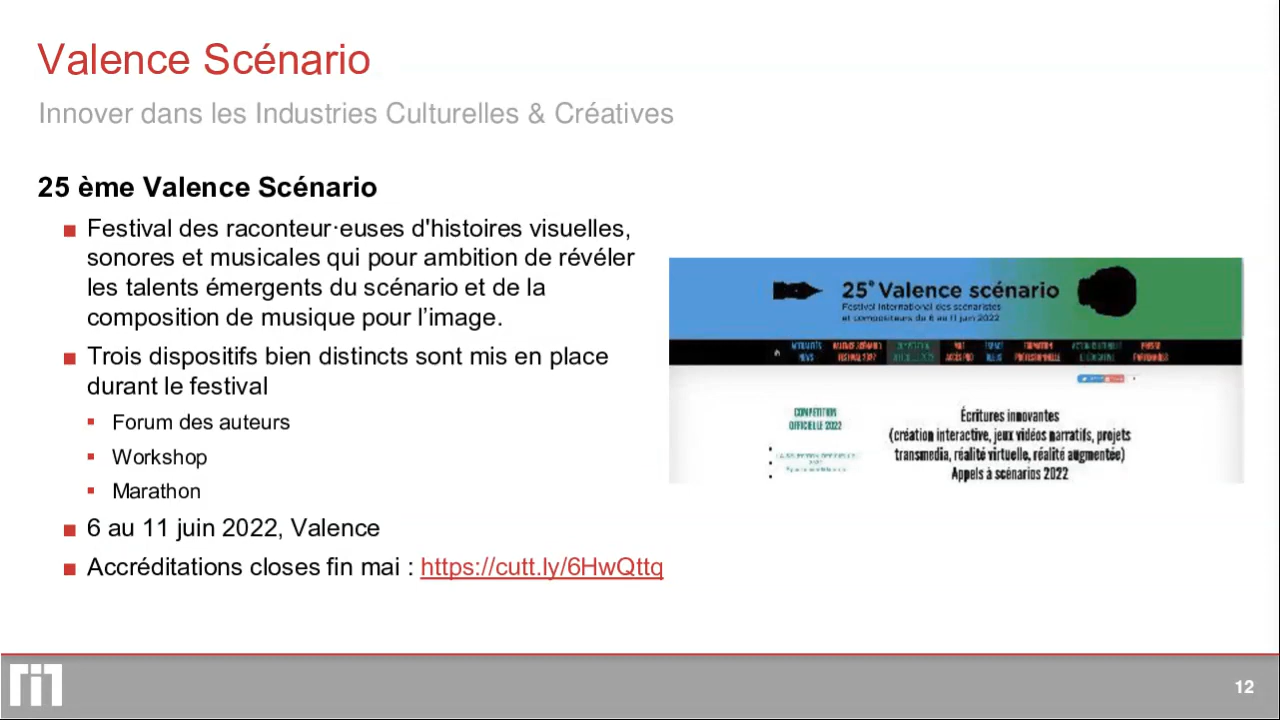 Valence Scénario
Innover dans les Industries Culturelles & Créatives
25 ème Valence Scénario
Festival des raconteur·euses d'histoires visuelles,
sonores et musicales qui pour ambition de révéler
les talents émergents du scénario et de la
composition de musique pour l’image.
Trois dispositifs bien distincts sont mis en place
durant le festival
Forum des auteurs
Workshop
Marathon
6 au 11 juin 2022, Valence
Accréditations closes fin mai : https://cutt.ly/6HwQttq
25e Valence scénario
Festival international des scénaristes
et compositeurs du 6 au 11 juin 2022
COMPÉTITION
OFFICIELLE 2022
Écritures innovantes
(création interactive, jeux vidéos narratifs, projets
transmedia, réalité virtuelle, réalité augmentée)
Appels à scénarios 2022
12